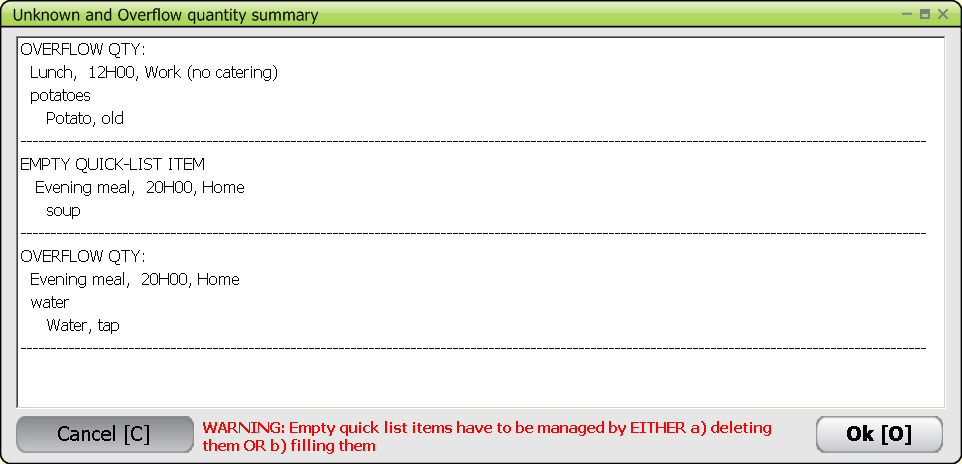 Unknown and Overflow quantity summary
OVERFLOW QTY:
Lunch, 12H00, Work (no catering)
potatoes
Potato, old
EMPTY QUICK-LIST ITEM
Evening meal, 20H00, Home
soup
OVERFLOW QTY:
Evening meal, 20H00, Home
water
Water, tap
Cancel [C]
WARNING: Empty quick list items have to be managed by EITHER a) deleting
them OR b) filling them
Ok [O]